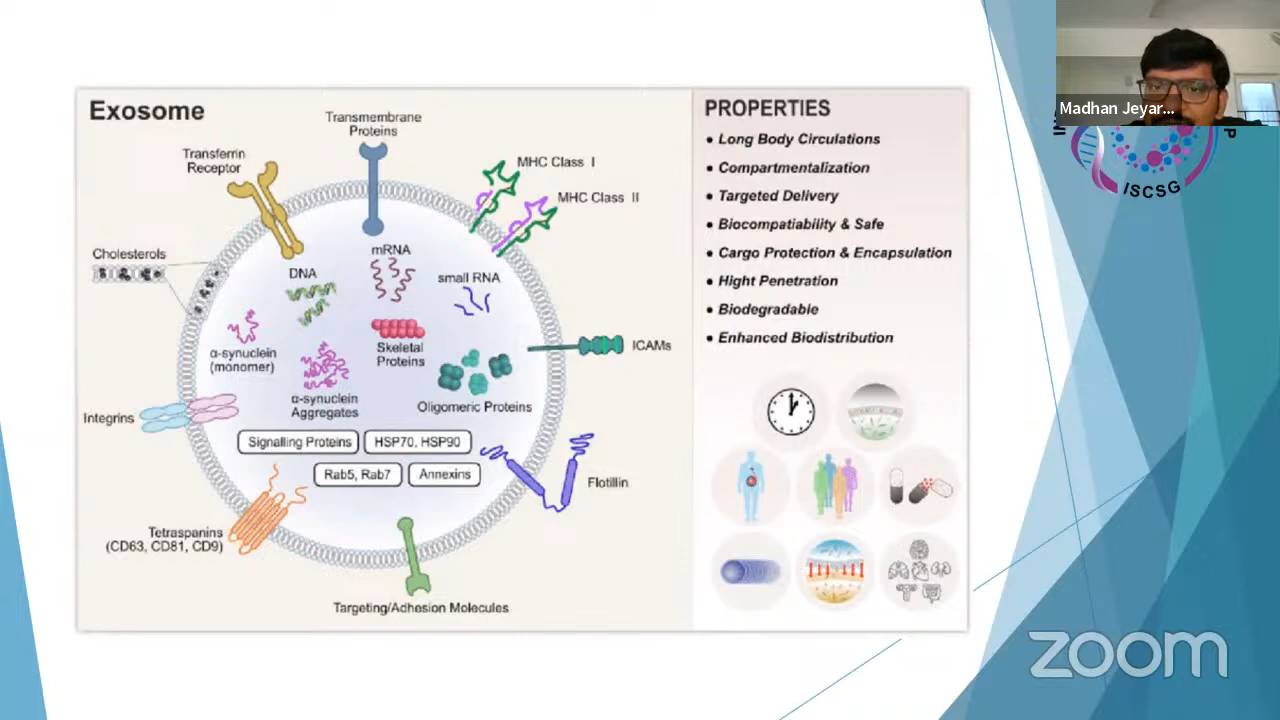 Exosome
Transmembrane
Proteins
Transferrin
Receptor
MHC Class I
MHC Class II
Cholesterols
DNA
mRNA
small RNA
α-synuclein
(monomer)
Skeletal
Proteins
ICAMs
α-synuclein
Aggregates
Oligomeric Proteins
Integrins
Signalling Proteins
HSP70, HSP90
Rab5, Rab7
Annexins
Flotillin
Tetraspanins
(CD63, CD81, CD9)
Targeting/Adhesion Molecules
PROPERTIES
• Long Body Circulations
• Compartmentalization
• Targeted Delivery
• Biocompatiability & Safe
• Cargo Protection & Encapsulation
• Hight Penetration
• Biodegradable
• Enhanced Biodistribution
Madhan Jeyar...
ISCSG
zoom